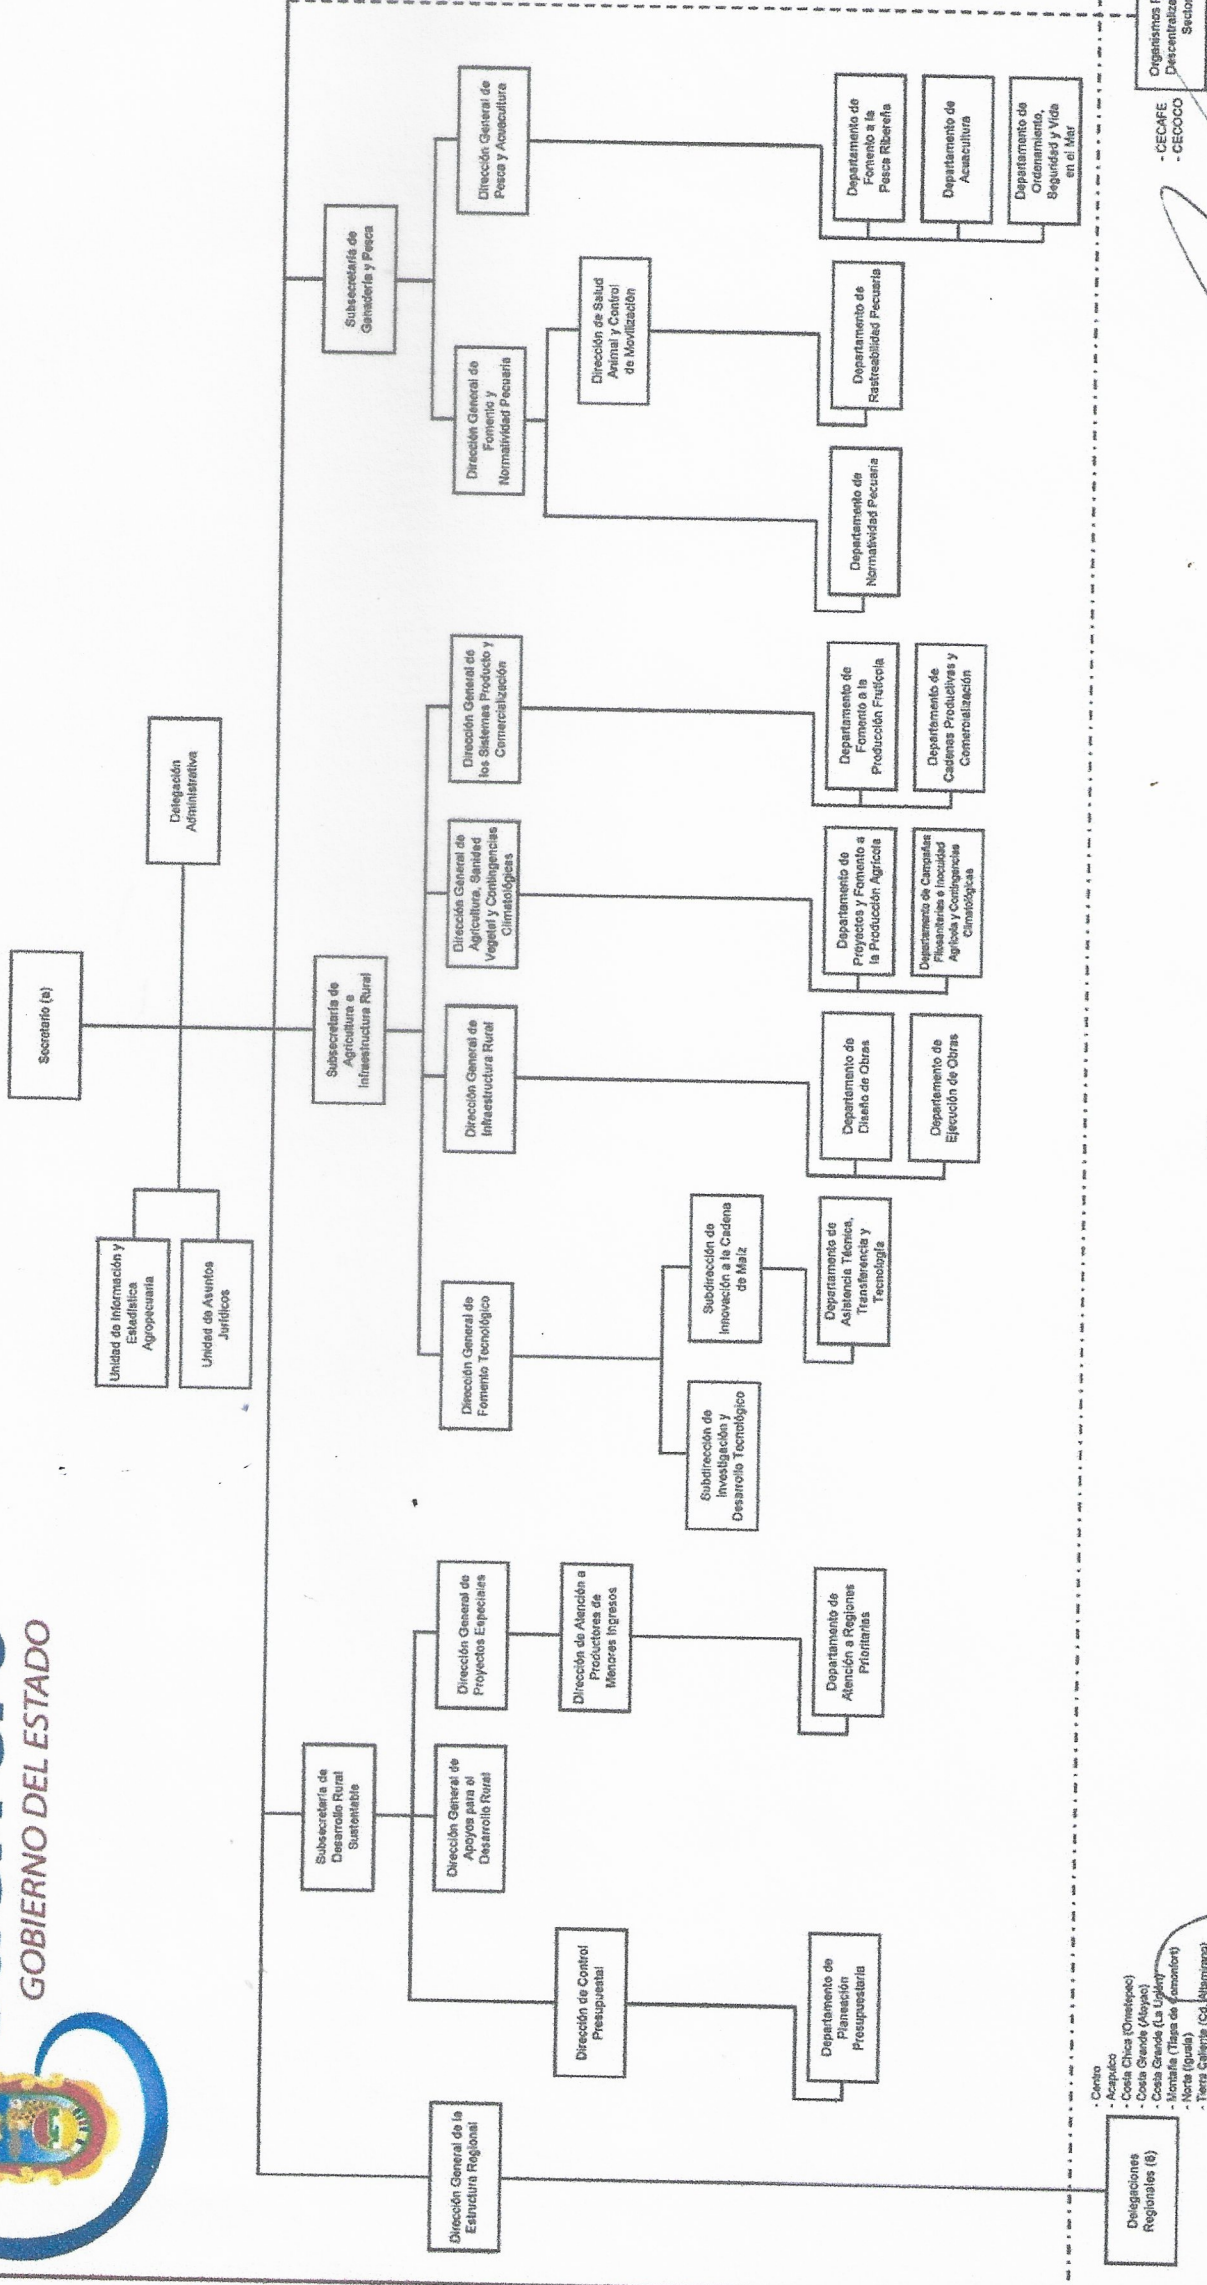 GOBIERNO DEL ESTADO
Secretario (a)
Unidad de Información y
Estadística
Agropecuaria
Unidad de Asuntos
Jurídicos
Delegación
Administrativa
Subsecretaría de
Desarrollo Rural
Sustentable
Subsecretaría de
Agricultura e
Infraestructura Rural
Subsecretaría de
Ganadería y Pesca
Dirección General de la
Estructura Regional
Dirección General de
Apoyos para el
Desarrollo Rural
Dirección General de
Proyectos Especiales
Dirección General de
Fomento Tecnológico
Dirección General de
Infraestructura Rural
Dirección General de
Agricultura, Sanidad
Vegetal y Contingencias
Climatológicas
Dirección General de
los Sistemas Producto y
Comercialización
Dirección General de
Fomento y
Normatividad Pecuaria
Dirección General de
Pesca y Acuacultura
Dirección de Control
Presupuestal
Dirección de Atención a
Productores de
Menores Ingresos
Dirección de Salud
Animal y Control
de Movilización
Subdirección de
Investigación y
Desarrollo Tecnológico
Subdirección de
Innovación a la Cadena
de Maíz
Departamento de
Planeación
Presupuestaria
Departamento de
Atención a Regiones
Prioritarias
Departamento de
Asistencia Técnica,
Transferencia y
Tecnología
Departamento de
Diseño de Obras
Departamento de
Ejecución de Obras
Departamento de
Proyectos y Fomento a
la Producción Agrícola
Departamento de Campañas
Fitosanitarias e Inocuidad
Agrícola y Contingencias
Climatológicas
Departamento de
Fomento a la
Producción Frutícola
Departamento de
Cadenas Productivas y
Comercialización
Departamento de
Normatividad Pecuaria
Departamento de
Rastreabilidad Pecuaria
Departamento de
Fomento a la
Pesca Ribereña
Departamento de
Acuacultura
Departamento de
Ordenamiento,
Seguridad y Vida
en el Mar
Delegaciones
Regionales (8)
- Centro
- Acapulco
- Costa Chica (Ometepec)
- Costa Grande (Atoyac)
- Costa Grande (La Unión)
- Montaña (Tlapa de Comonfort)
- Norte (Iguala)
- Tierra Caliente (Cd. Altamirano)
Organismos
Descentraliza
Sector
- CECAFE
- CECOCO